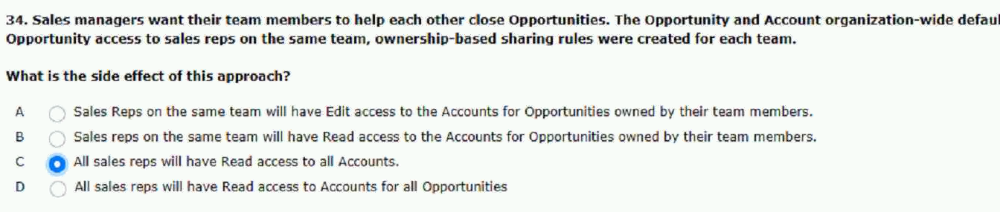 34. Sales managers want their team members to help each other close Opportunities. The Opportunity and Account organization-wide defaul
Opportunity access to sales reps on the same team, ownership-based sharing rules were created for each team.
What is the side effect of this approach?
A Sales Reps on the same team will have Edit access to the Accounts for Opportunities owned by their team members.
B Sales reps on the same team will have Read access to the Accounts for Opportunities owned by their team members.
C All sales reps will have Read access to all Accounts.
D All sales reps will have Read access to Accounts for all Opportunities